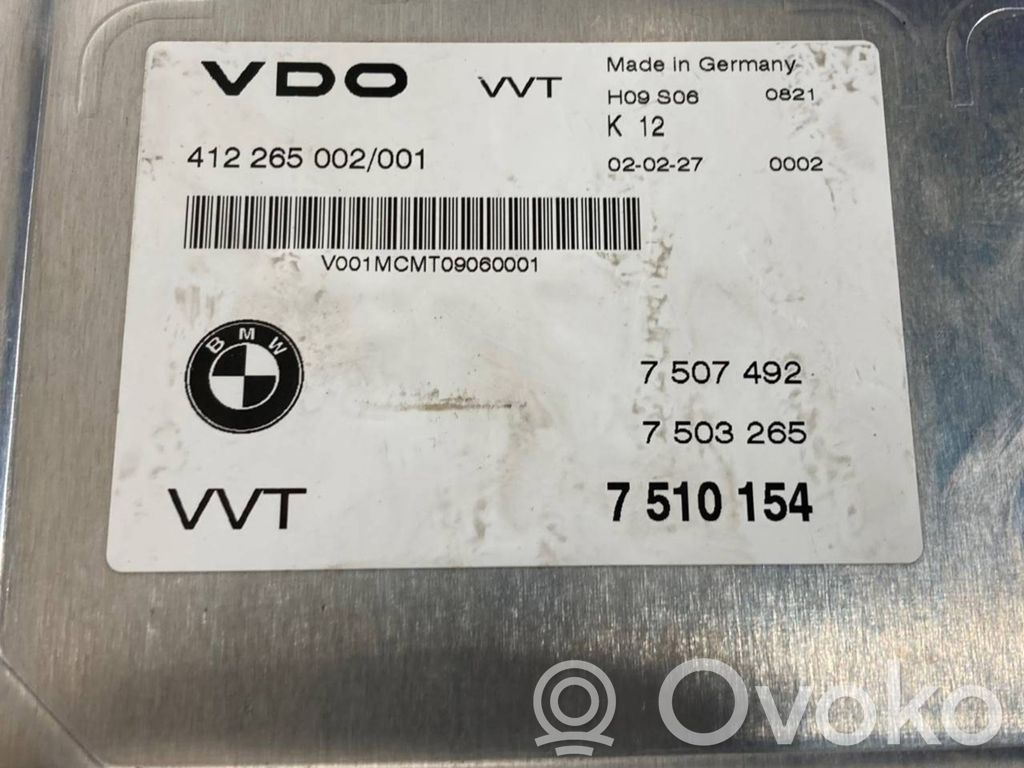 VDO VVT Made in Germany
H09 S06 0821
K 12
412 265 002/001 02-02-27 0002
V001MCMT09060001
BMW
7 507 492
7 503 265
VVT 7 510 154
Ovoko